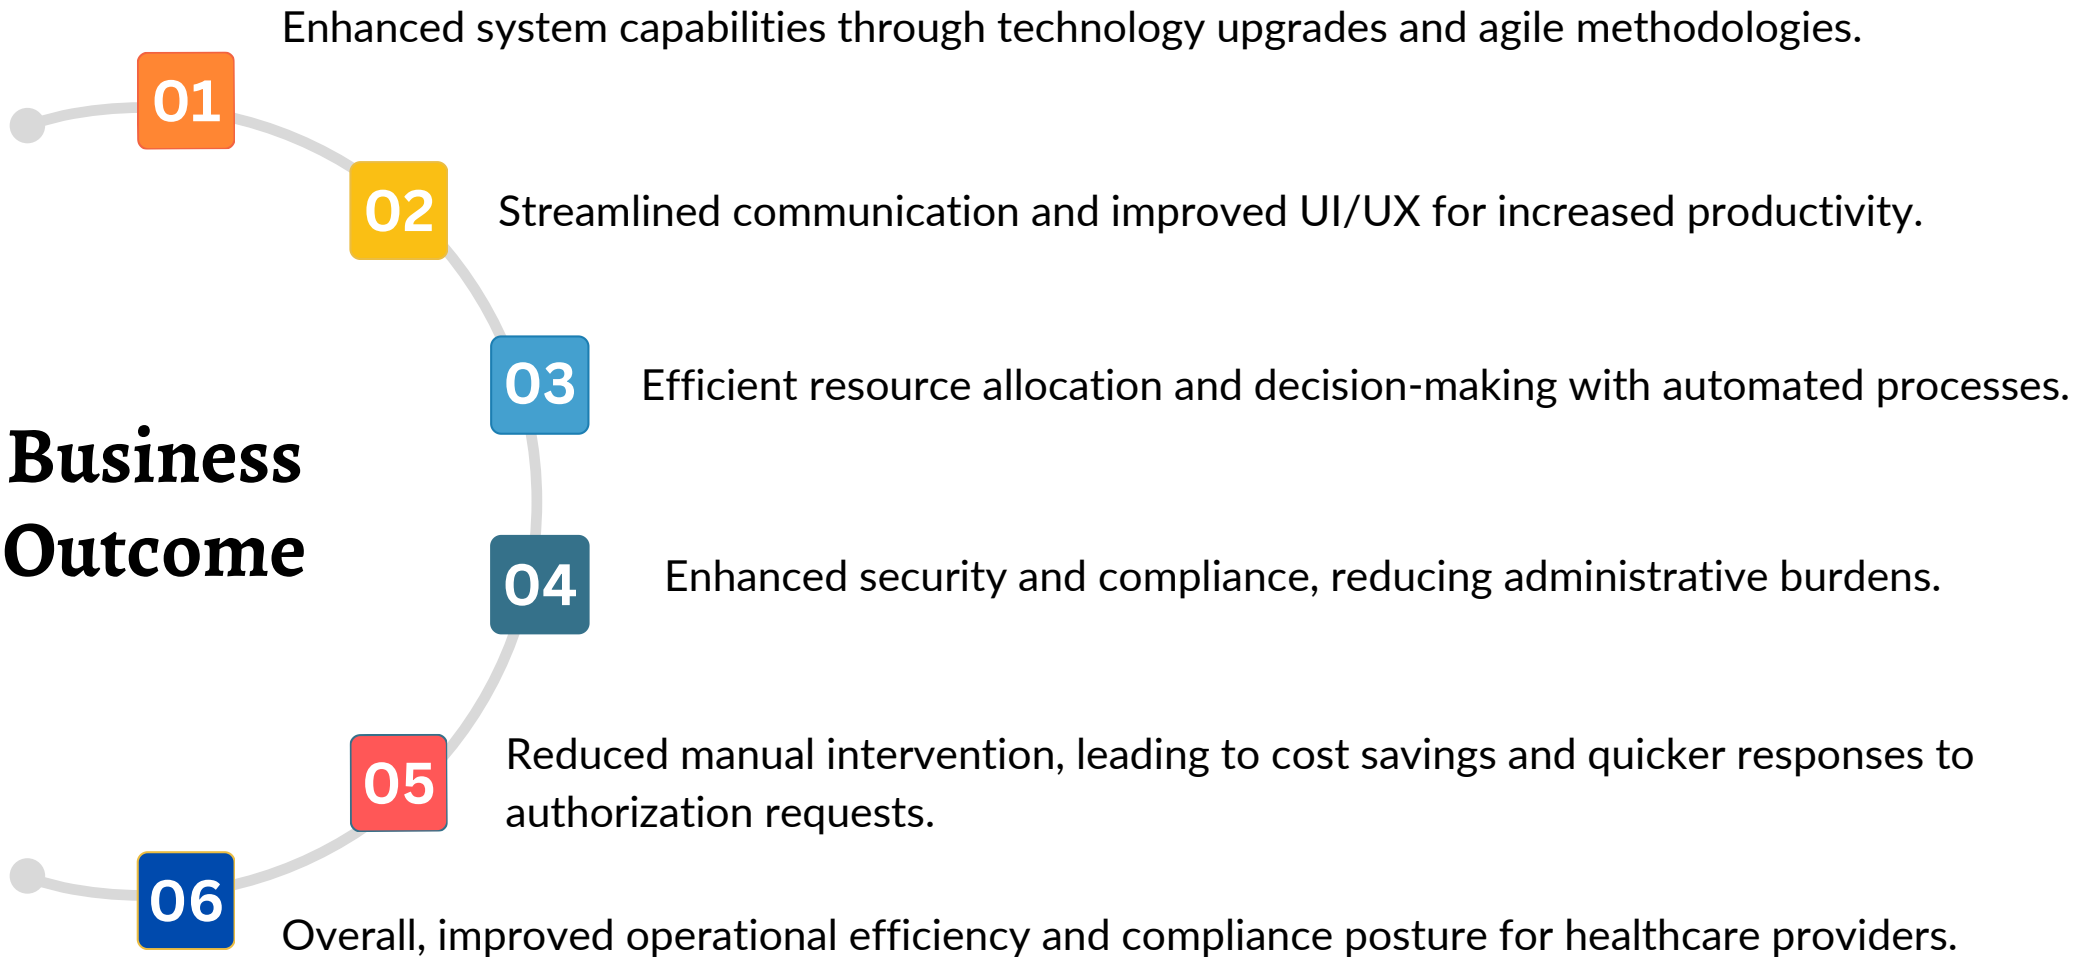 Enhanced system capabilities through technology upgrades and agile methodologies.
01
02
Streamlined communication and improved UI/UX for increased productivity.
03
Efficient resource allocation and decision-making with automated processes.
Business
Outcome
04
Enhanced security and compliance, reducing administrative burdens.
05
Reduced manual intervention, leading to cost savings and quicker responses to
authorization requests.
06
Overall, improved operational efficiency and compliance posture for healthcare providers.